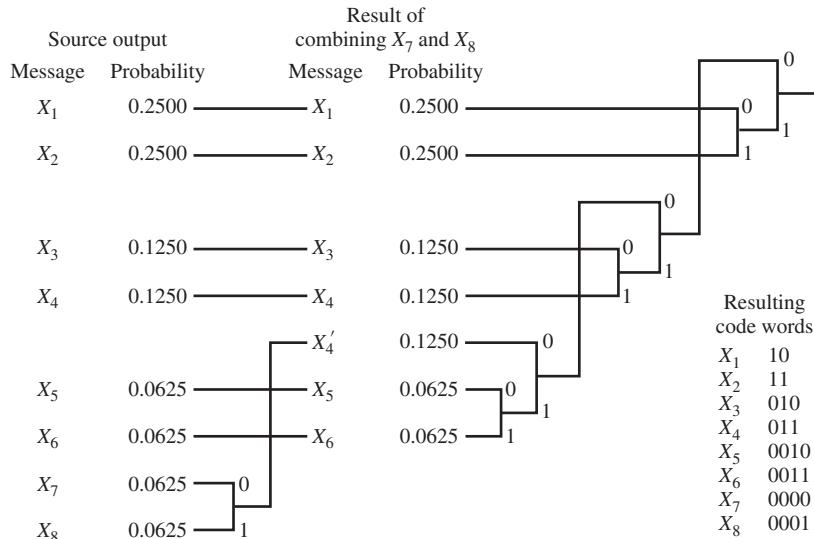 Result of
Source output combining X₇ and X₈
Message Probability Message Probability
0
X₁ 0.2500 X₁ 0.2500 0
1
X₂ 0.2500 X₂ 0.2500 1
0
X₃ 0.1250 X₃ 0.1250 0
1
X₄ 0.1250 X₄ 0.1250 1
X₄′ 0.1250 0
X₅ 0.0625 X₅ 0.0625 0
1
X₆ 0.0625 X₆ 0.0625 1
X₇ 0.0625 0
X₈ 0.0625 1
Resulting
code words
X₁ 10
X₂ 11
X₃ 010
X₄ 011
X₅ 0010
X₆ 0011
X₇ 0000
X₈ 0001